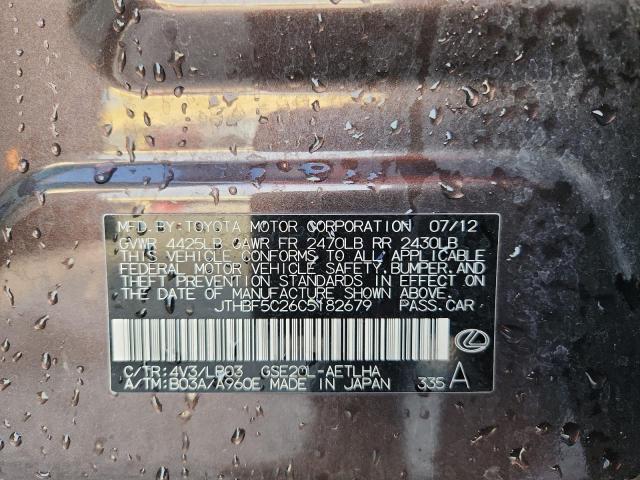 MFD. BY: TOYOTA MOTOR CORPORATION 07/12
GVWR 4425LB GAWR FR 2470LB RR 2430LB
THIS VEHICLE CONFORMS TO ALL APPLICABLE
FEDERAL MOTOR VEHICLE SAFETY, BUMPER, AND
THEFT PREVENTION STANDARDS IN EFFECT ON
THE DATE OF MANUFACTURE SHOWN ABOVE.
JTHBF5C26C5182679 PASS. CAR
C/TR: 4V3/LB03 GSE20L-AETLHA
A/TM: B03A/A960E, MADE IN JAPAN 335 A